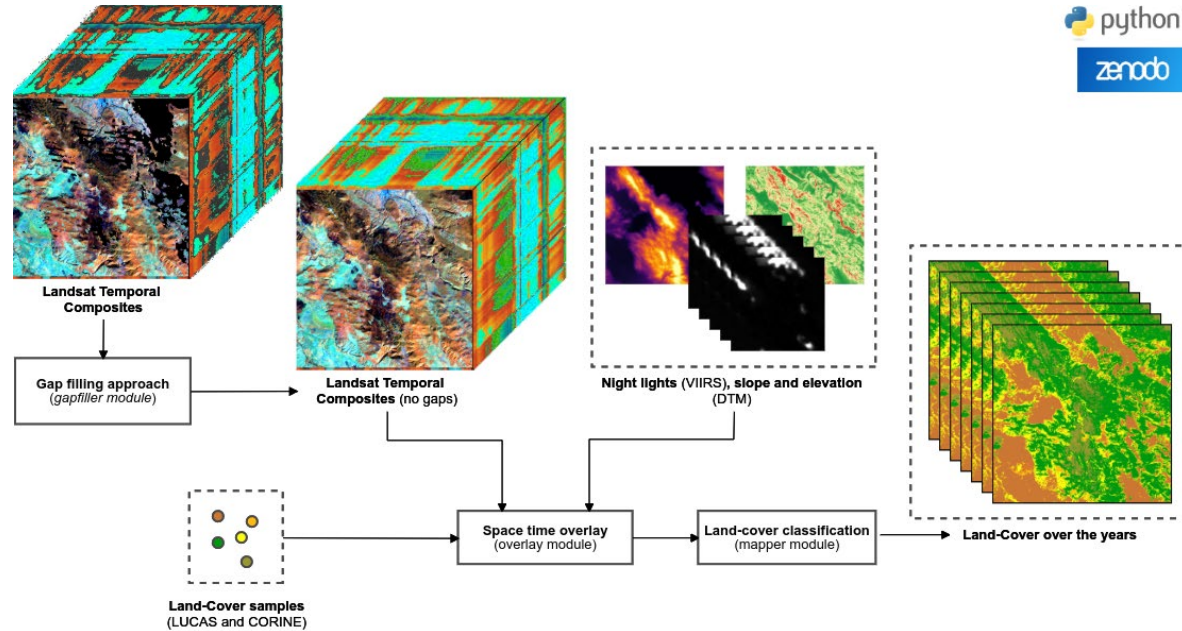 python
zenodo
Landsat Temporal
Composites
Gap filling approach
(gapfiller module)
Landsat Temporal
Composites (no gaps)
Night lights (VIIRS), slope and elevation
(DTM)
Land-Cover samples
(LUCAS and CORINE)
Space time overlay
(overlay module)
Land-cover classification
(mapper module)
Land-Cover over the years